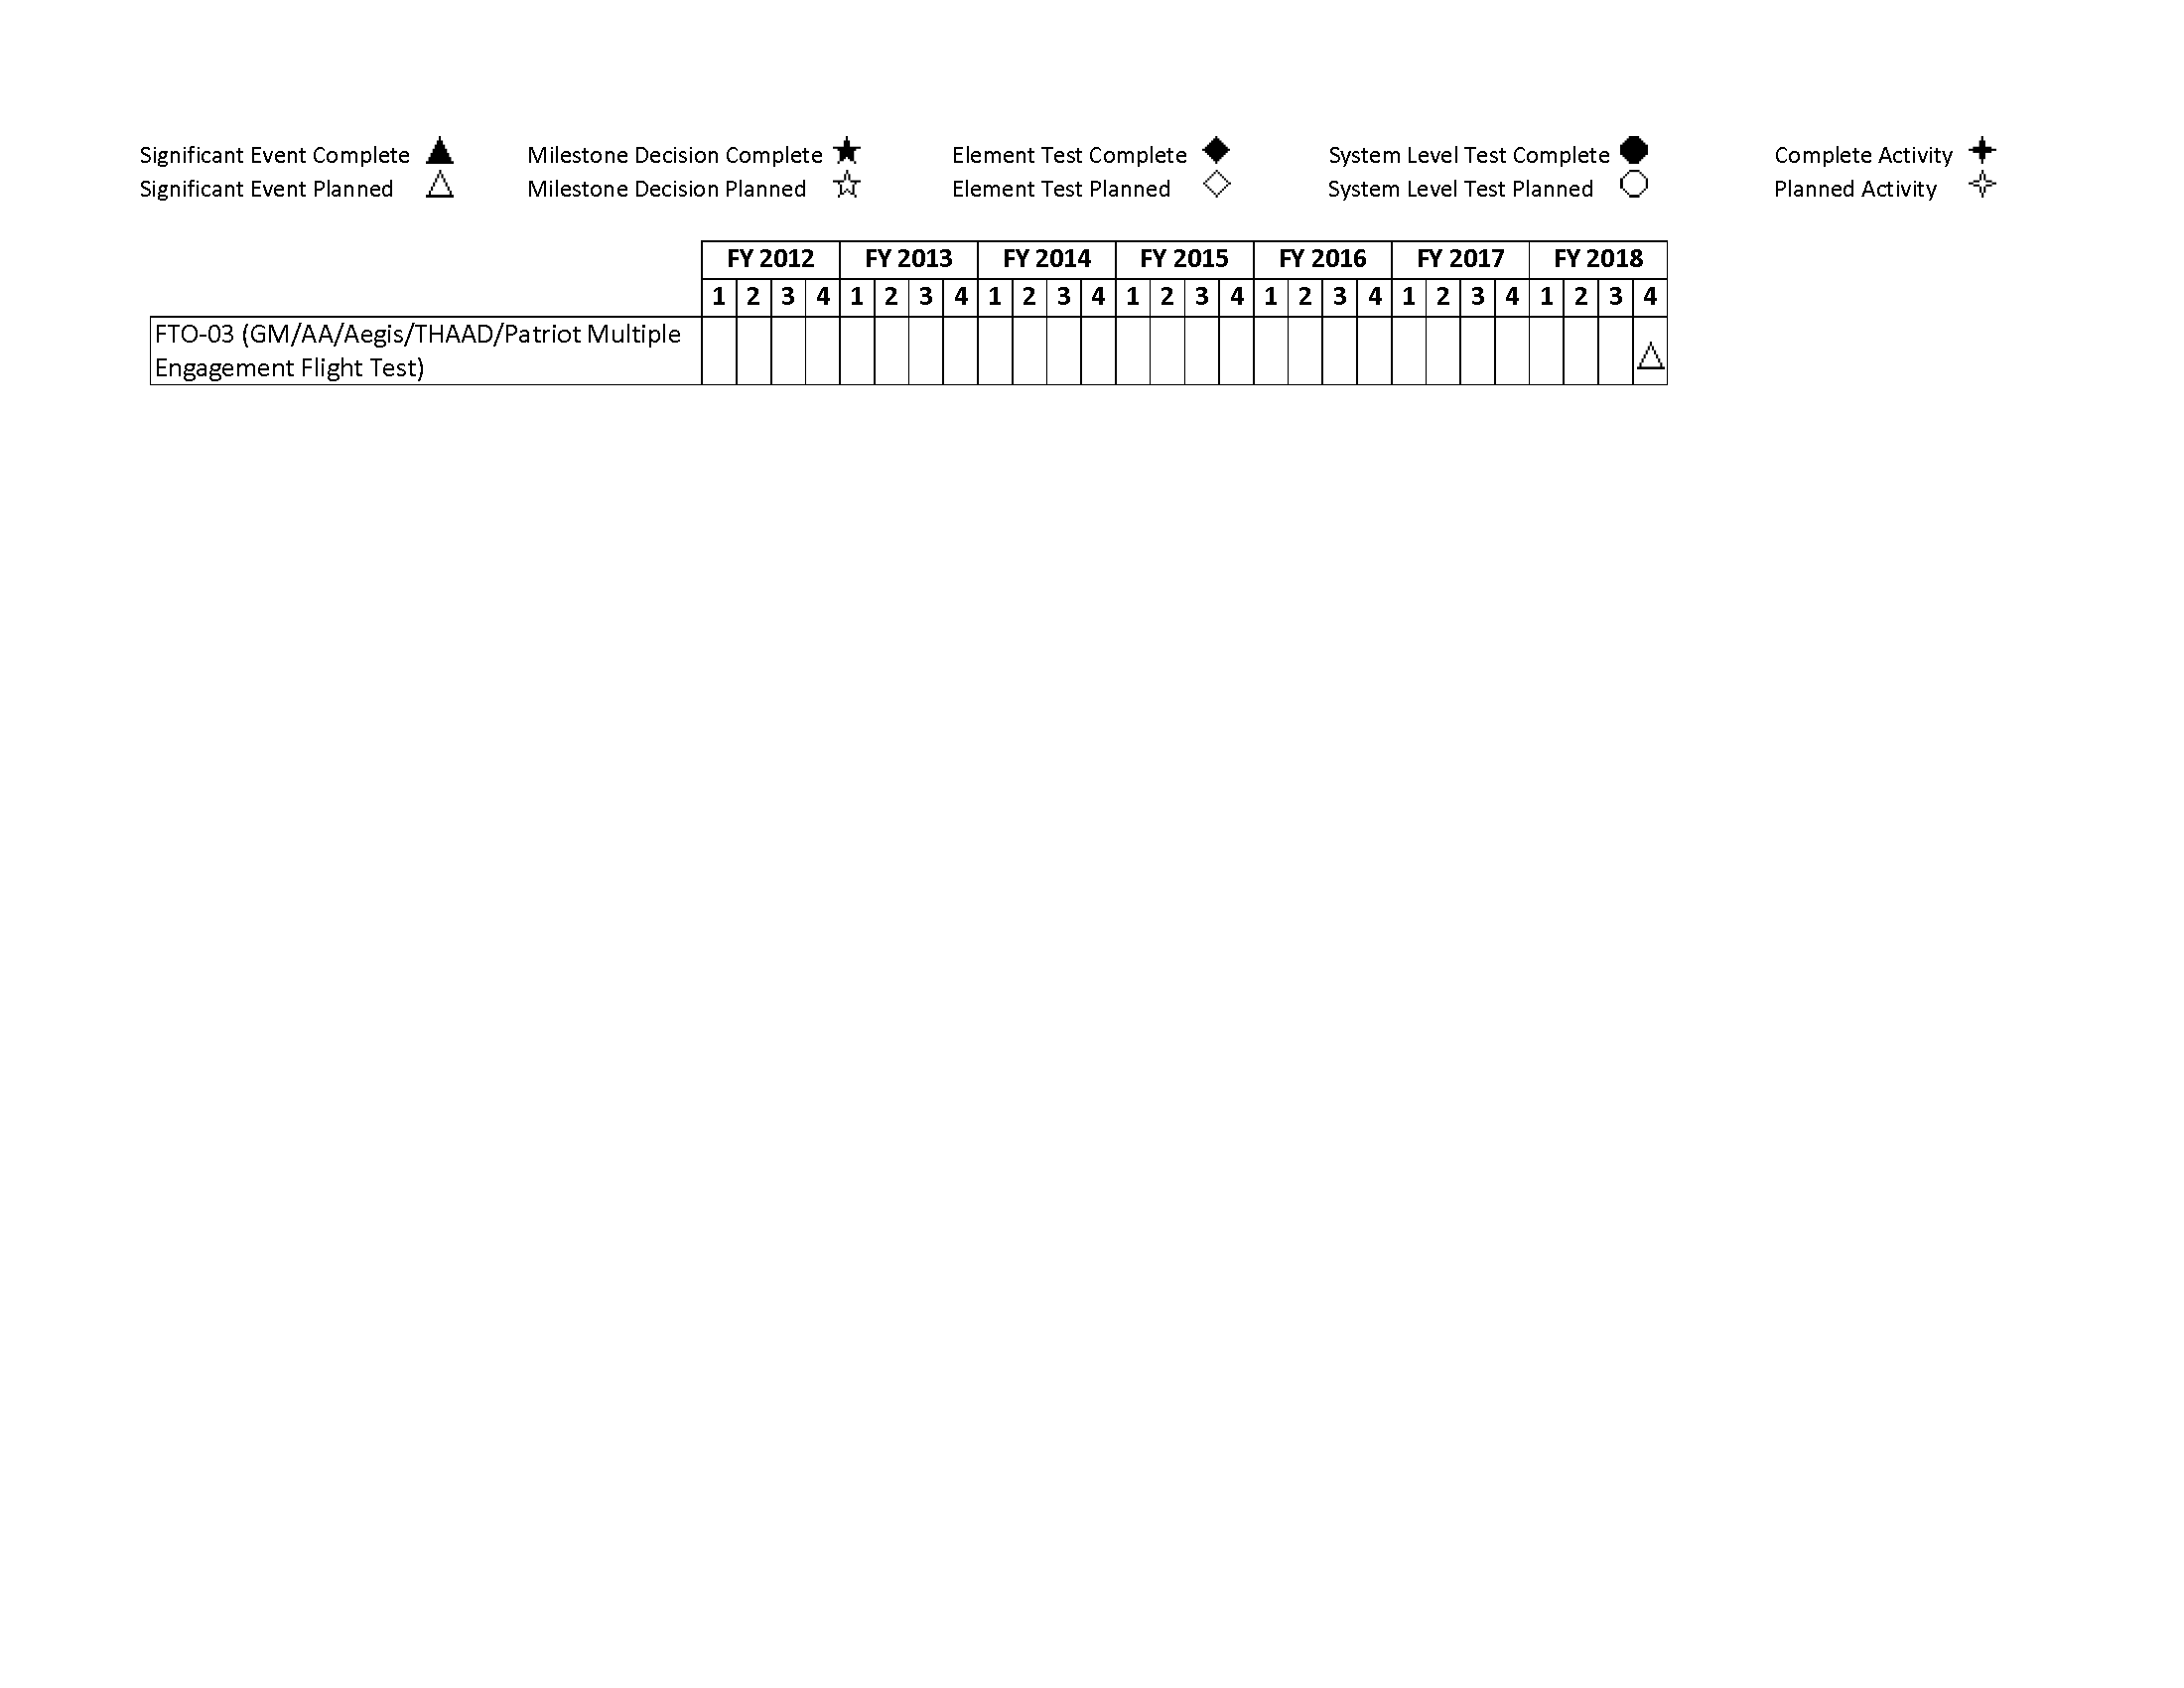 Significant Event Complete Milestone Decision Complete Element Test Complete System Level Test Complete Complete Activity
Significant Event Planned Milestone Decision Planned Element Test Planned System Level Test Planned Planned Activity
FY 2012 FY 2013 FY 2014 FY 2015 FY 2016 FY 2017 FY 2018
1 2 3 4 1 2 3 4 1 2 3 4 1 2 3 4 1 2 3 4 1 2 3 4 1 2 3 4
FTO-03 (GM/AA/Aegis/THAAD/Patriot Multiple
Engagement Flight Test)